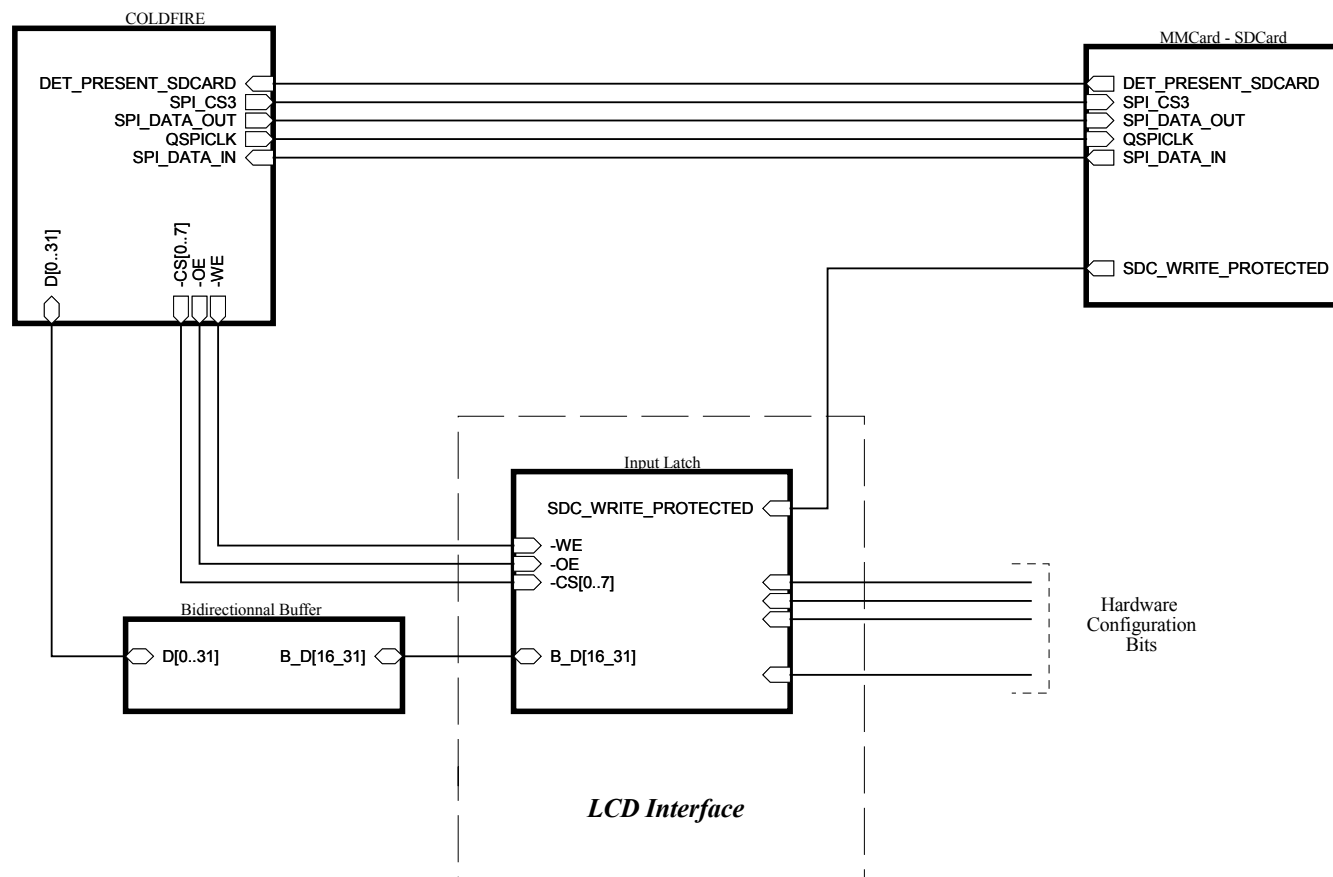 COLDFIRE
DET_PRESENT_SDCARD
SPI_CS3
SPI_DATA_OUT
QSPICLK
SPI_DATA_IN
D[0..31]
-CS[0..7]
-OE
-WE
MMCard - SDCard
DET_PRESENT_SDCARD
SPI_CS3
SPI_DATA_OUT
QSPICLK
SPI_DATA_IN
SDC_WRITE_PROTECTED
Input Latch
SDC_WRITE_PROTECTED
-WE
-OE
-CS[0..7]
B_D[16_31]
Bidirectionnal Buffer
D[0..31]
B_D[16_31]
Hardware
Configuration
Bits
LCD Interface